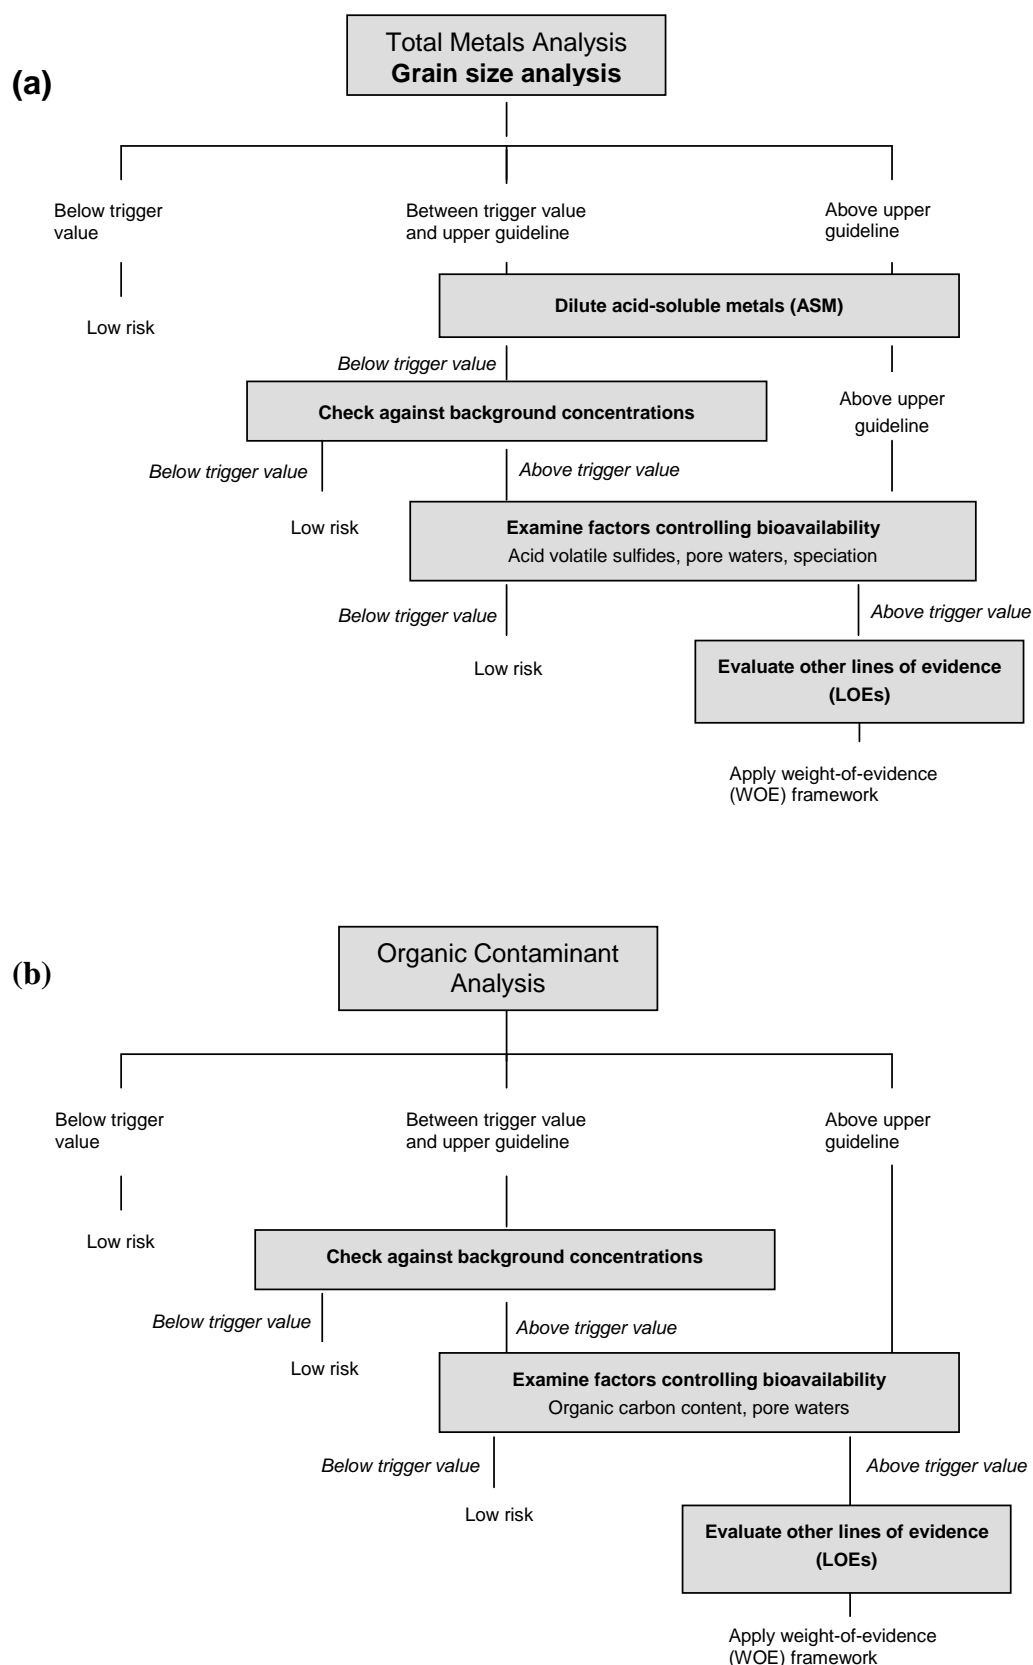 (a)
Total Metals Analysis
Grain size analysis
Below trigger
value
Between trigger value
and upper guideline
Above upper
guideline
Low risk
Dilute acid-soluble metals (ASM)
Below trigger value
Check against background concentrations
Above upper
guideline
Below trigger value
Above trigger value
Low risk
Examine factors controlling bioavailability
Acid volatile sulfides, pore waters, speciation
Below trigger value
Above trigger value
Low risk
Evaluate other lines of evidence
(LOEs)
Apply weight-of-evidence
(WOE) framework
(b)
Organic Contaminant
Analysis
Below trigger
value
Between trigger value
and upper guideline
Above upper
guideline
Low risk
Check against background concentrations
Below trigger value
Above trigger value
Low risk
Examine factors controlling bioavailability
Organic carbon content, pore waters
Below trigger value
Above trigger value
Low risk
Evaluate other lines of evidence
(LOEs)
Apply weight-of-evidence
(WOE) framework